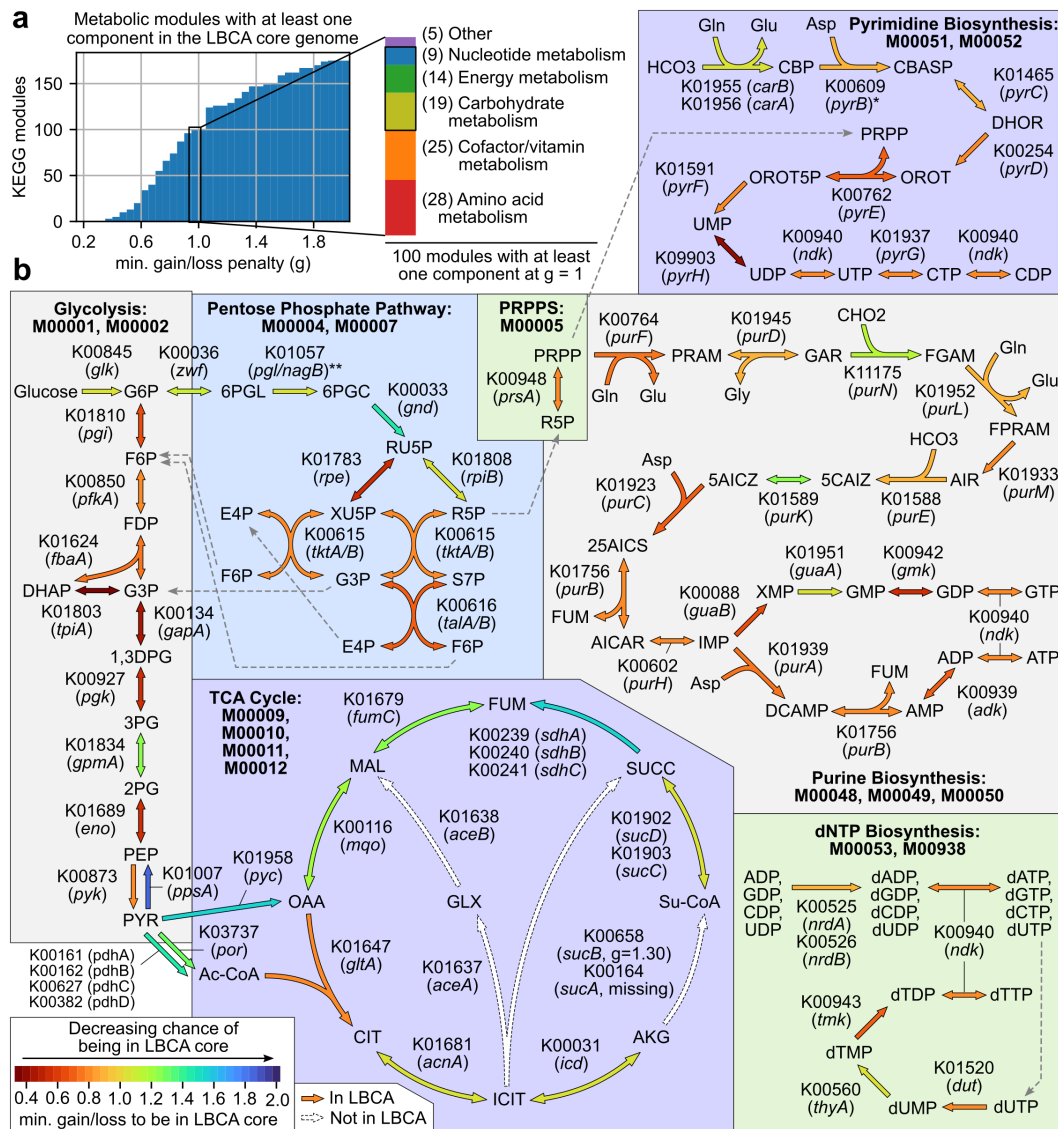 a
Metabolic modules with at least one
component in the LBCA core genome
KEGG modules
150
100
50
0
0.2
0.6
1.0
1.4
1.8
min. gain/loss penalty (g)
(5) Other
(9) Nucleotide metabolism
(14) Energy metabolism
(19) Carbohydrate
metabolism
(25) Cofactor/vitamin
metabolism
(28) Amino acid
metabolism
100 modules with at least
one component at g = 1
Pyrimidine Biosynthesis:
M00051, M00052
Gln
Glu
Asp
HCO3
CBP
CBASP
K01955 (carB)
K01956 (carA)
K00609
(pyrB)*
K01465
(pyrC)
DHOR
K00254
(pyrD)
PRPP
K01591
(pyrF)
OROT5P
OROT
K00762
(pyrE)
UMP
K09903
(pyrH)
K00940
(ndk)
K01937
(pyrG)
K00940
(ndk)
UDP
UTP
CTP
CDP
b
Glycolysis:
M00001, M00002
K00845
(glk)
K00036
(zwf)
Glucose
G6P
K01810
(pgi)
F6P
K00850
(pfkA)
FDP
K01624
(fbaA)
DHAP
G3P
K01803
(tpiA)
K00134
(gapA)
1,3DPG
K00927
(pgk)
3PG
K01834
(gpmA)
2PG
K01689
(eno)
PEP
K00873
(pyk)
K01007
(ppsA)
PYR
K00161 (pdhA)
K00162 (pdhB)
K00627 (pdhC)
K00382 (pdhD)
Pentose Phosphate Pathway:
M00004, M00007
K01057
(pgl/nagB)**
6PGL
6PGC
K00033
(gnd)
RU5P
K01783
(rpe)
K01808
(rpiB)
E4P
XU5P
R5P
K00615
(tktA/B)
K00615
(tktA/B)
F6P
G3P
S7P
K00616
(talA/B)
E4P
F6P
PRPPS:
M00005
PRPP
K00948
(prsA)
R5P
K00764
(purF)
K01945
(purD)
CHO2
PRAM
GAR
FGAM
Gln
Gln
Glu
Gly
K11175
(purN)
K01952
(purL)
Glu
FPRAM
HCO3
K01933
(purM)
Asp
K01923
(purC)
5AICZ
5CAIZ
AIR
K01589
(purK)
K01588
(purE)
25AICS
K01756
(purB)
FUM
K01951
(guaA)
K00942
(gmk)
K00088
(guaB)
XMP
GMP
GDP
GTP
K00940
(ndk)
AICAR
IMP
K00602
(purH)
K01939
(purA)
Asp
FUM
ADP
ATP
DCAMP
AMP
K00939
(adk)
K01756
(purB)
Purine Biosynthesis:
M00048, M00049, M00050
TCA Cycle:
M00009,
M00010,
M00011,
M00012
K01679
(fumC)
FUM
K00239 (sdhA)
K00240 (sdhB)
K00241 (sdhC)
MAL
SUCC
K01638
(aceB)
K00116
(mqo)
K01902
(sucD)
K01903
(sucC)
K01958
(pyc)
OAA
GLX
Su-CoA
K03737
(por)
Ac-CoA
K01647
(gltA)
K01637
(aceA)
K00658
(sucB, g=1.30)
K00164
(sucA, missing)
CIT
AKG
K01681
(acnA)
K00031
(icd)
ICIT
dNTP Biosynthesis:
M00053, M00938
ADP,
GDP,
CDP,
UDP
dADP,
dGDP,
dCDP,
dUDP
dATP,
dGTP,
dCTP,
dUTP
K00525
(nrdA)
K00526
(nrdB)
K00940
(ndk)
dTDP
dTTP
K00943
(tmk)
dTMP
K00560
(thyA)
K01520
(dut)
dUMP
dUTP
Decreasing chance of
being in LBCA core
0.4
0.6
0.8
1.0
1.2
1.4
1.6
1.8
2.0
min. gain/loss to be in LBCA core
In LBCA
Not in LBCA